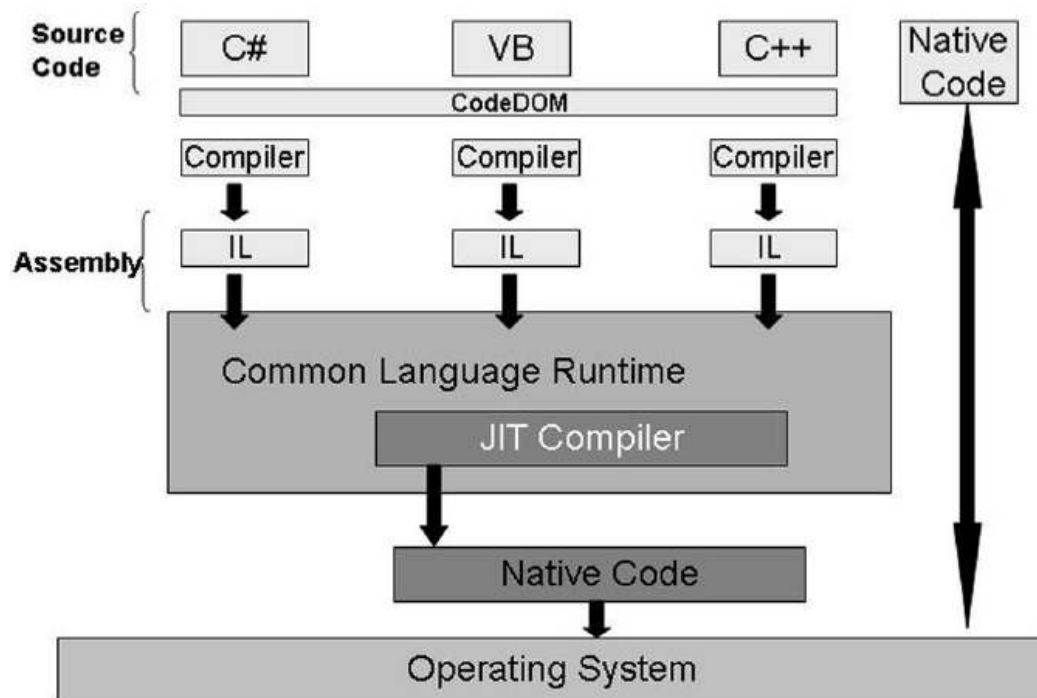 Source
Code
C#
VB
C++
Native
Code
CodeDOM
Compiler
Compiler
Compiler
Assembly
IL
IL
IL
Common Language Runtime
JIT Compiler
Native Code
Operating System